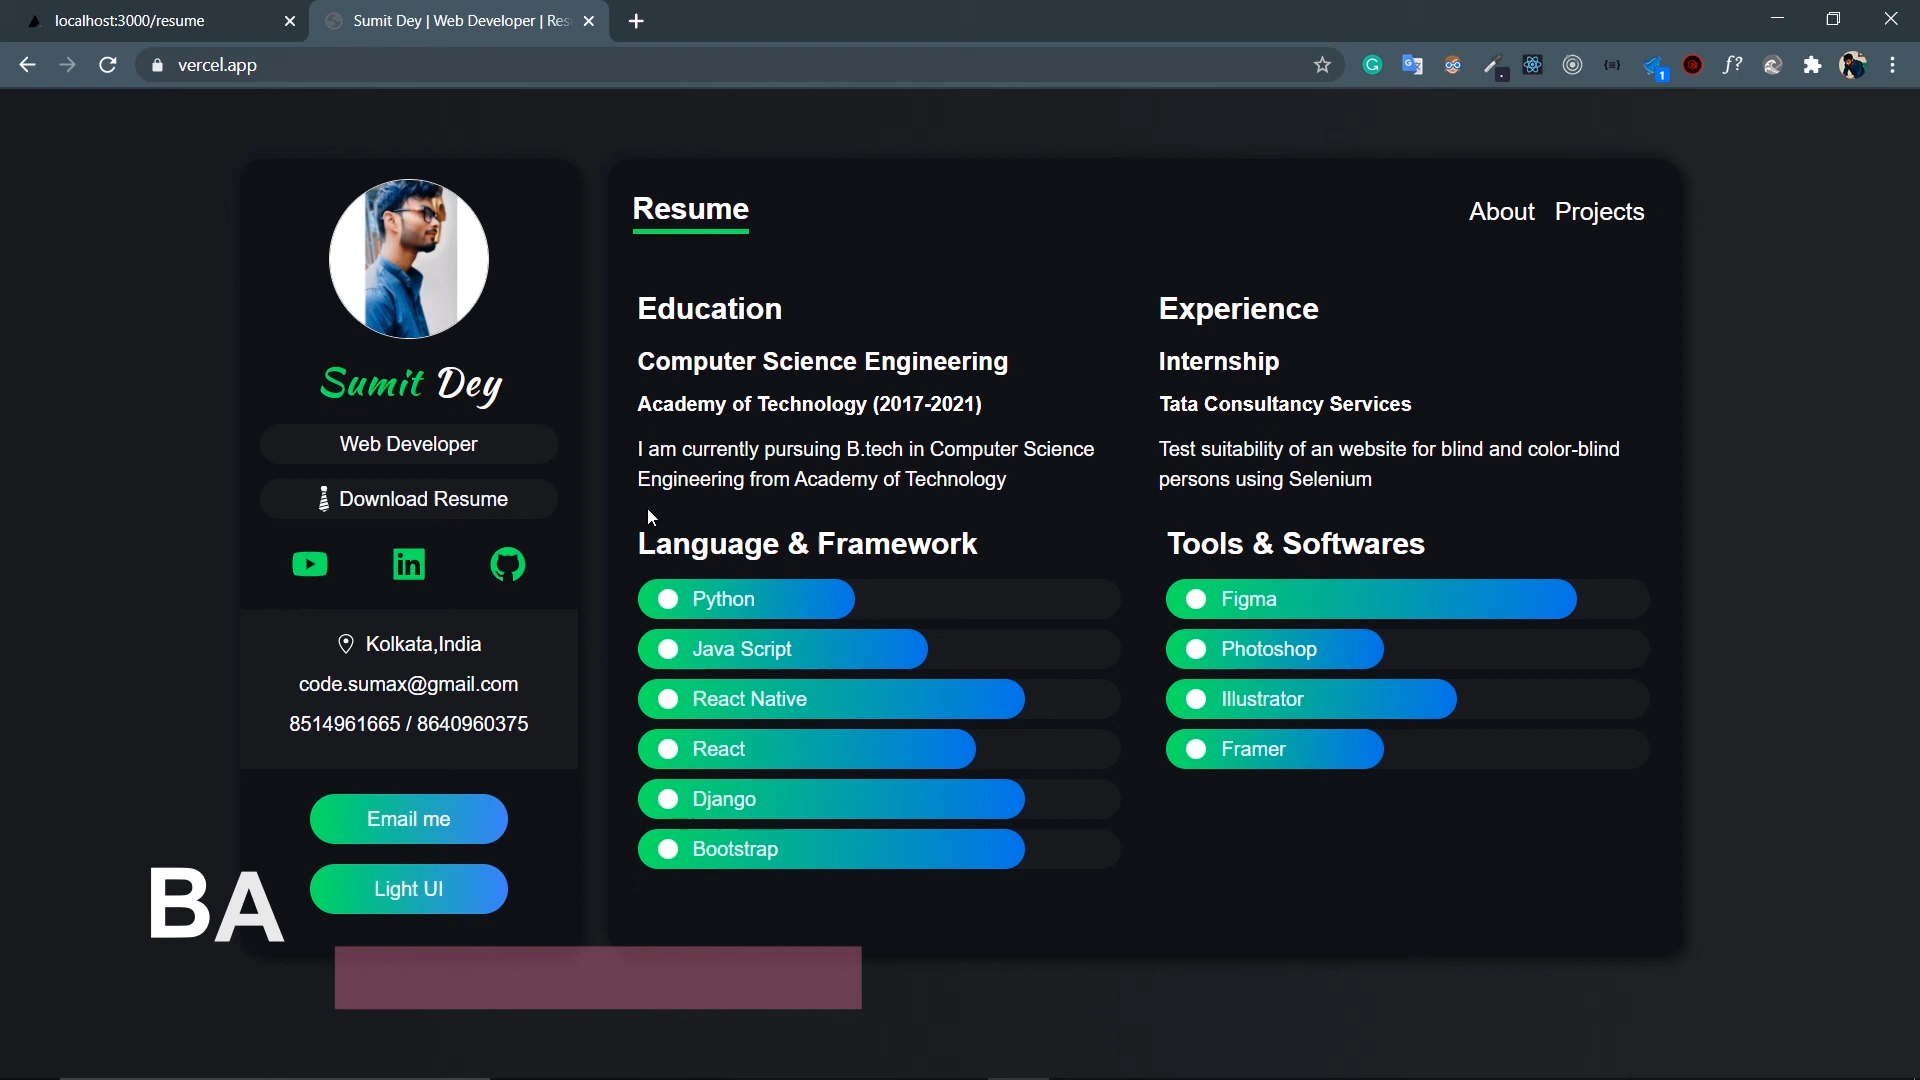 localhost:3000/resume
Sumit Dey | Web Developer | Res
vercel.app
1
ƒ?
Resume
About Projects
Sumit Dey
Web Developer
Download Resume
Kolkata,India
code.sumax@gmail.com
8514961665 / 8640960375
Email me
Light UI
Education
Computer Science Engineering
Academy of Technology (2017-2021)
I am currently pursuing B.tech in Computer Science
Engineering from Academy of Technology
Experience
Internship
Tata Consultancy Services
Test suitability of an website for blind and color-blind
persons using Selenium
Language & Framework
Python
Java Script
React Native
React
Django
Bootstrap
Tools & Softwares
Figma
Photoshop
Illustrator
Framer
BA